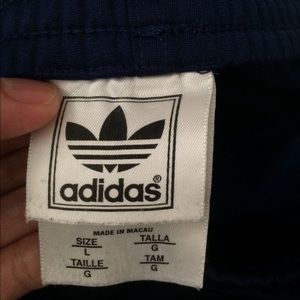 adidas®
MADE IN MACAU
SIZE TALLA
L G
TAILLE TAM
G G